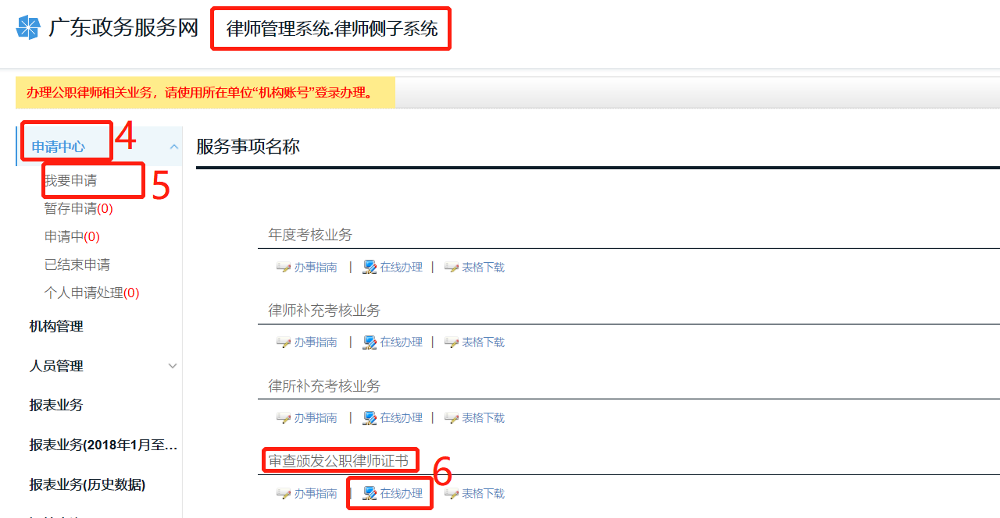 广东政务服务网 律师管理系统.律师侧子系统
办理公职律师相关业务，请使用所在单位“机构账号”登录办理。
申请中心 4
我要申请 5
暂存申请(0)
申请中(0)
已结束申请
个人申请处理(0)
机构管理
人员管理
报表业务
报表业务(2018年1月至...
报表业务(历史数据)
服务事项名称
年度考核业务
办事指南 | 在线办理 | 表格下载
律师补充考核业务
办事指南 | 在线办理 | 表格下载
律所补充考核业务
办事指南 | 在线办理 | 表格下载
审查颁发公职律师证书
6
办事指南 | 在线办理 表格下载